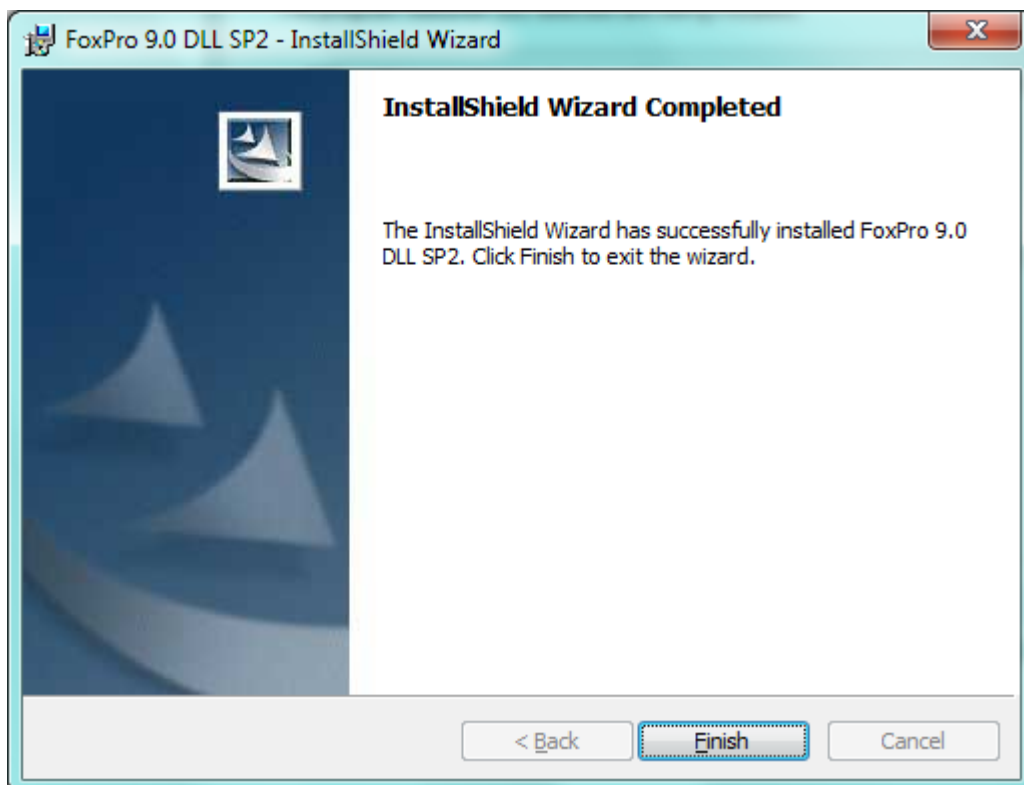 FoxPro 9.0 DLL SP2 - InstallShield Wizard
InstallShield Wizard Completed
The InstallShield Wizard has successfully installed FoxPro 9.0
DLL SP2. Click Finish to exit the wizard.
< Back
Finish
Cancel